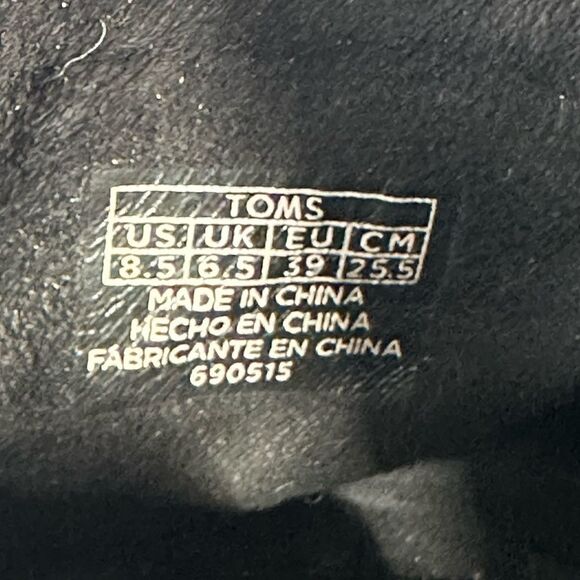 TOMS
US UK EU CM
8.5 6.5 39 25.5
MADE IN CHINA
HECHO EN CHINA
FABRICANTE EN CHINA
690515